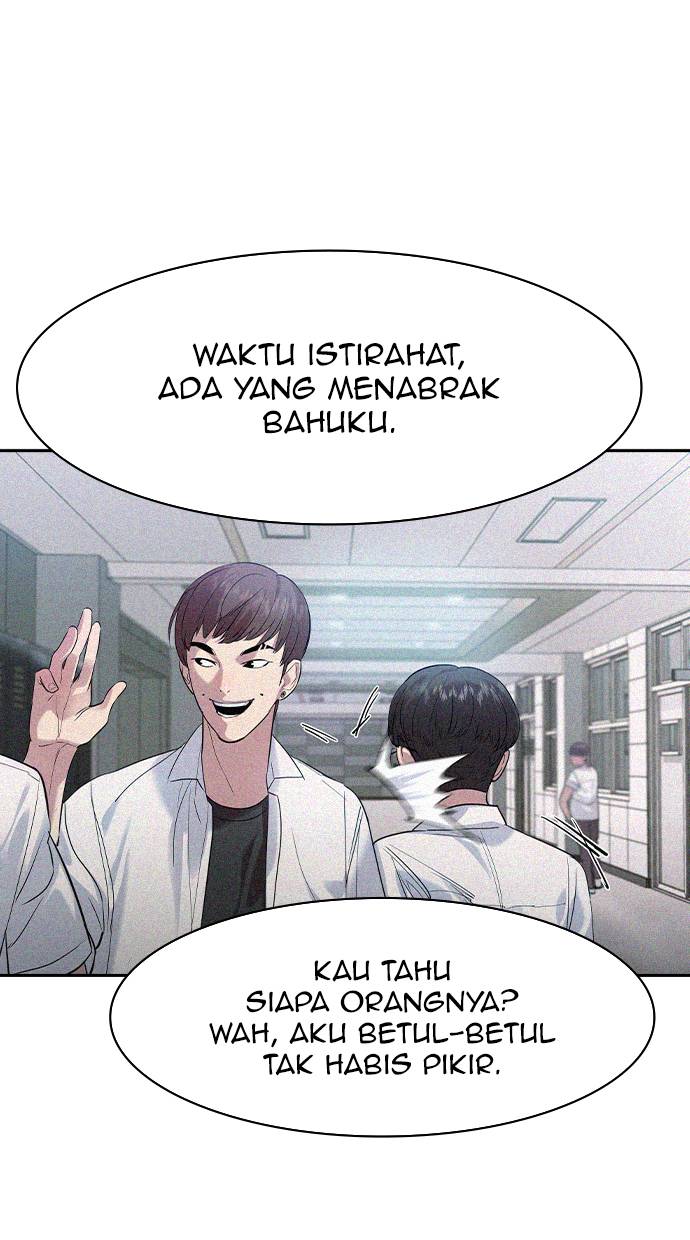 WAKTU ISTIRAHAT,
ADA YANG MENABRAK
BAHUKU.
KAU TAHU
SIAPA ORANGNYA?
WAH, AKU BETUL-BETUL
TAK HABIS PIKIR.